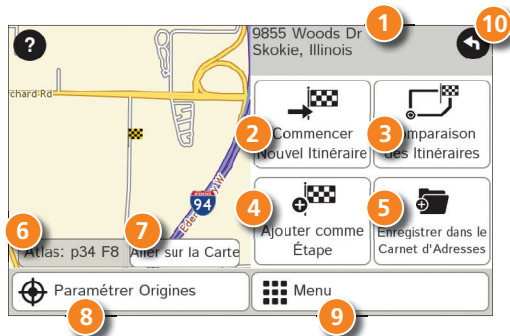 1
10
9855 Woods Dr
Skokie, Illinois
?
chard Rd
2
Commencer
Nouvel Itinéraire
3
Comparaison
des Itinéraires
94
Eden
y W
4
Ajouter comme
Étape
5
Enregistrer dans le
Carnet d'Adresses
6
Atlas: p34 F8
7
Aller sur la Carte
Paramétrer Origines
8
Menu
9